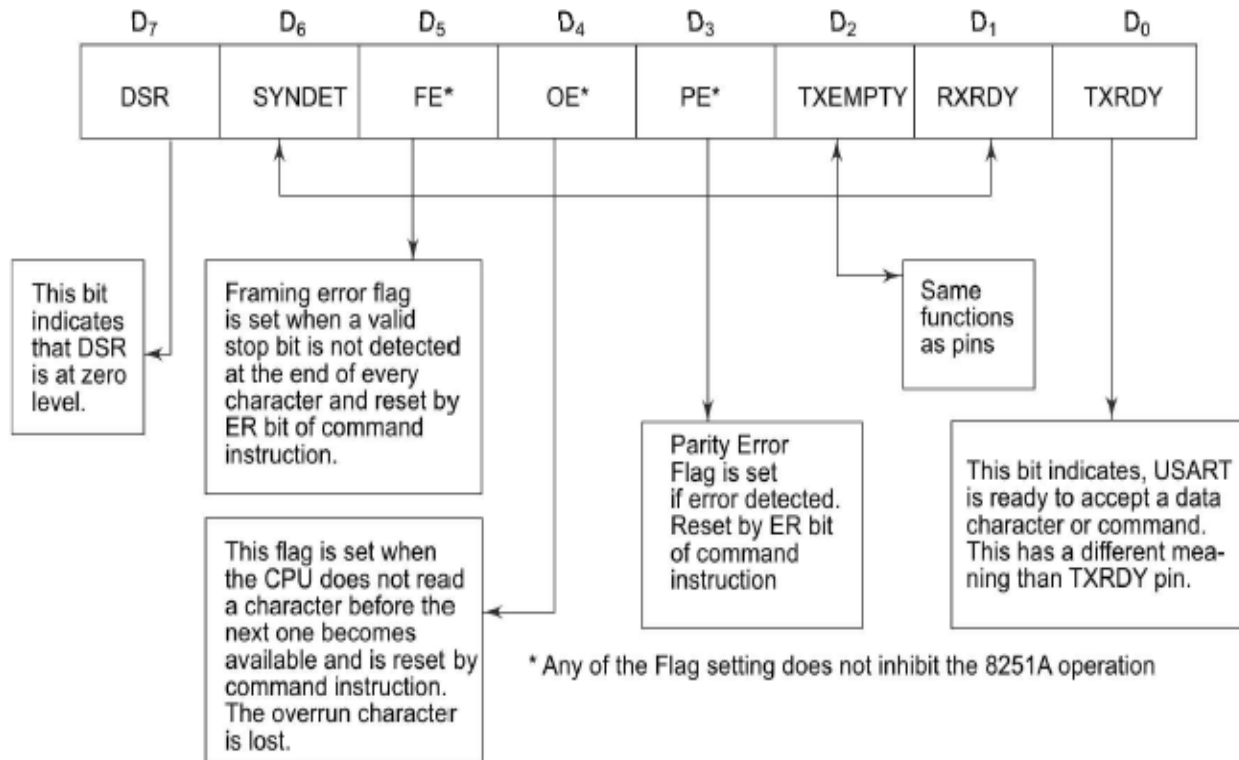 D7 D6 D5 D4 D3 D2 D1 D0
DSR SYNDET FE* OE* PE* TXEMPTY RXRDY TXRDY
This bit
indicates
that DSR
is at zero
level.
Framing error flag
is set when a valid
stop bit is not detected
at the end of every
character and reset by
ER bit of command
instruction.
Same
functions
as pins
Parity Error
Flag is set
if error detected.
Reset by ER bit
of command
instruction
This bit indicates, USART
is ready to accept a data
character or command.
This has a different mea-
ning than TXRDY pin.
This flag is set when
the CPU does not read
a character before the
next one becomes
available and is reset by
command instruction.
The overrun character
is lost.
* Any of the Flag setting does not inhibit the 8251A operation